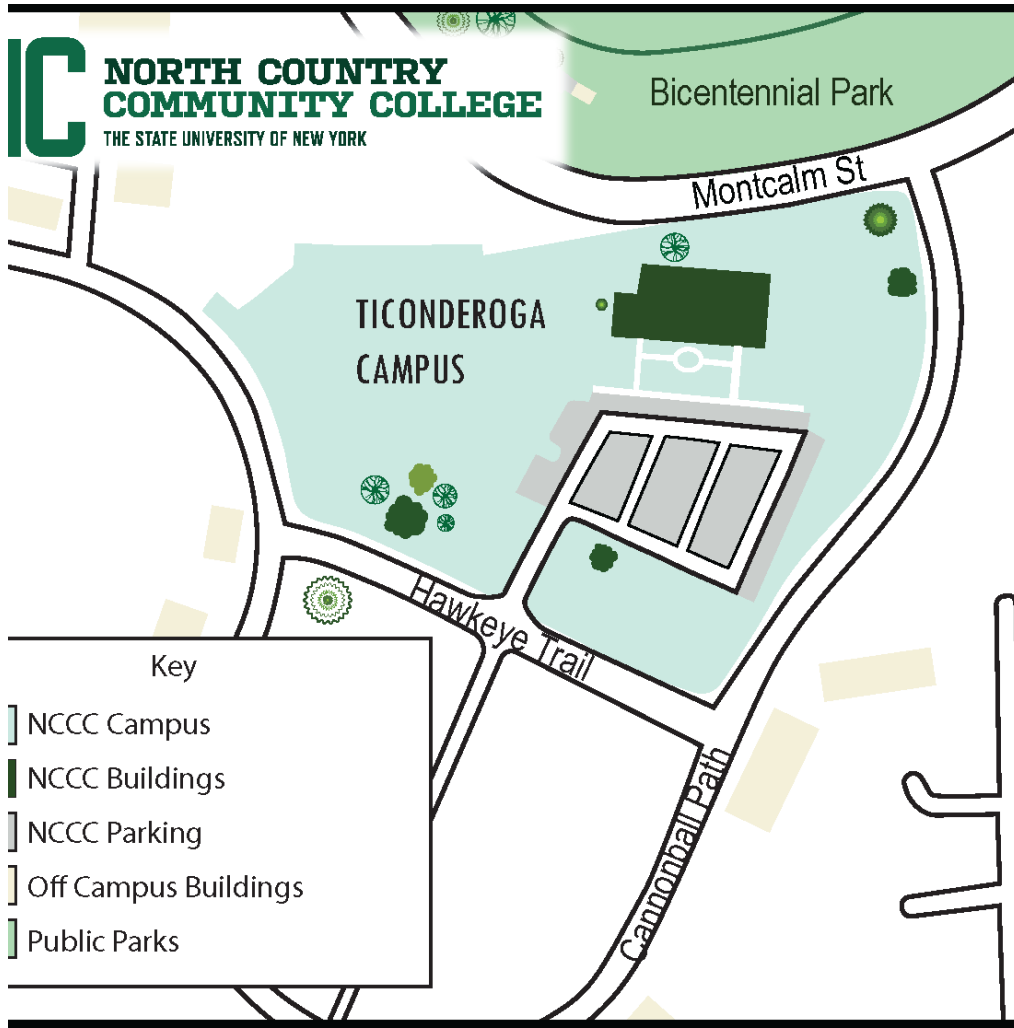 IC
NORTH COUNTRY
COMMUNITY COLLEGE
THE STATE UNIVERSITY OF NEW YORK
Bicentennial Park
Montcalm St
TICONDEROGA
CAMPUS
Hawkeye Trail
Cannonball Path
Key
NCCC Campus
NCCC Buildings
NCCC Parking
Off Campus Buildings
Public Parks